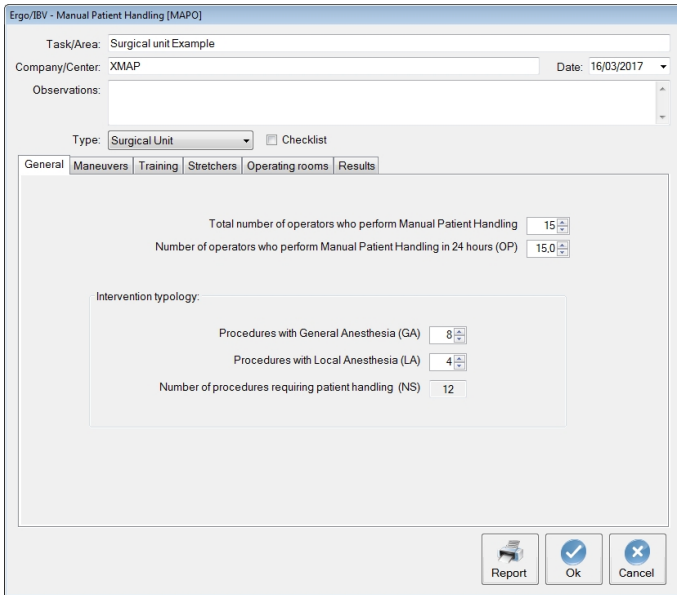 Ergo/IBV - Manual Patient Handling [MAPO]
Task/Area: Surgical unit Example
Company/Center: XMAP Date: 16/03/2017
Observations:
Type: Surgical Unit Checklist
General Maneuvers Training Stretchers Operating rooms Results
Total number of operators who perform Manual Patient Handling 15
Number of operators who perform Manual Patient Handling in 24 hours (OP) 15,0
Intervention typology:
Procedures with General Anesthesia (GA) 8
Procedures with Local Anesthesia (LA) 4
Number of procedures requiring patient handling (NS) 12
Report Ok Cancel